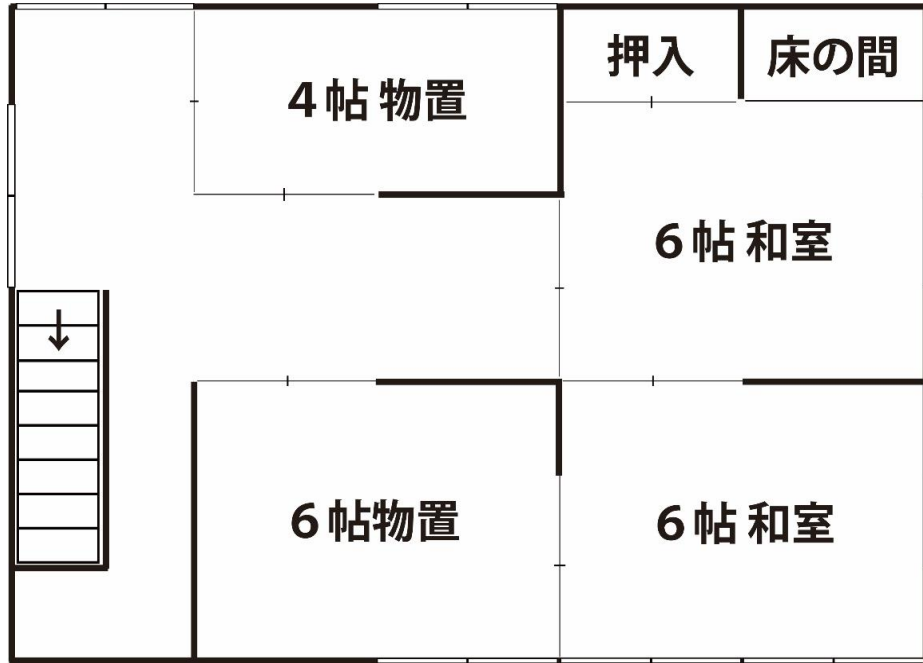 4帖 物置
押入
床の間
6帖 和室
↓
6帖物置
6帖 和室